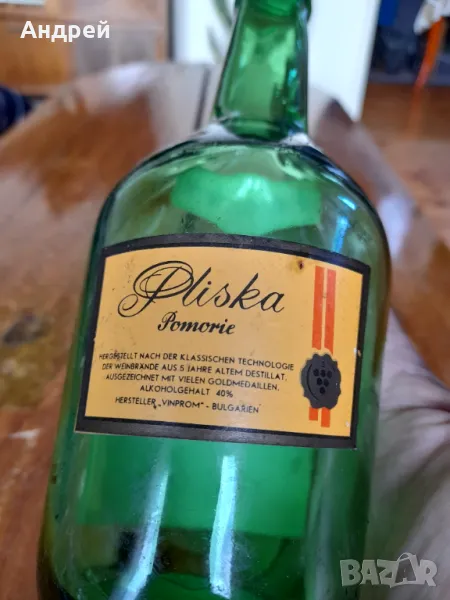 Андрей
Pliska
Pomorie
HERGESTELLT NACH DER KLASSISCHEN TECHNOLOGIE
DER WEINBRANDE AUS 5 JAHRE ALTEM DESTILLAT.
AUSGEZEICHNET MIT VIELEN GOLDMEDAILLEN.
ALKOHOLGEHALT 40%
HERSTELLER „VINPROM" - BULGARIEN
BAZAR